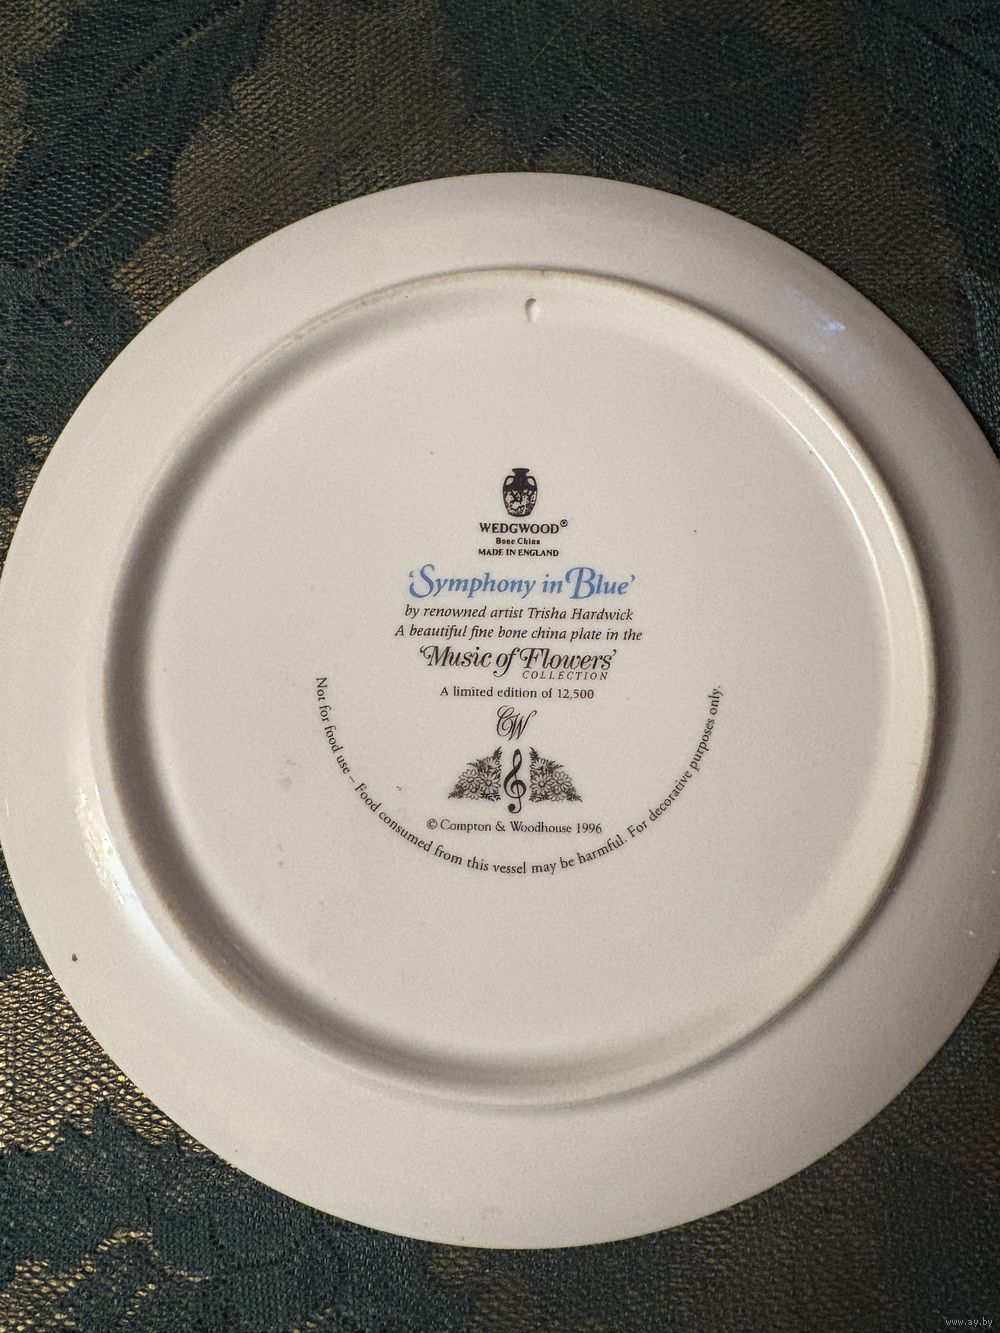 WEDGWOOD®
Bone China
MADE IN ENGLAND
‘Symphony in Blue’
by renowned artist Trisha Hardwick
A beautiful fine bone china plate in the
‘Music of Flowers’
COLLECTION
A limited edition of 12,500
CW
© Compton & Woodhouse 1996
Not for food use – Food consumed from this vessel may be harmful. For decorative purposes only.
www.ay.by